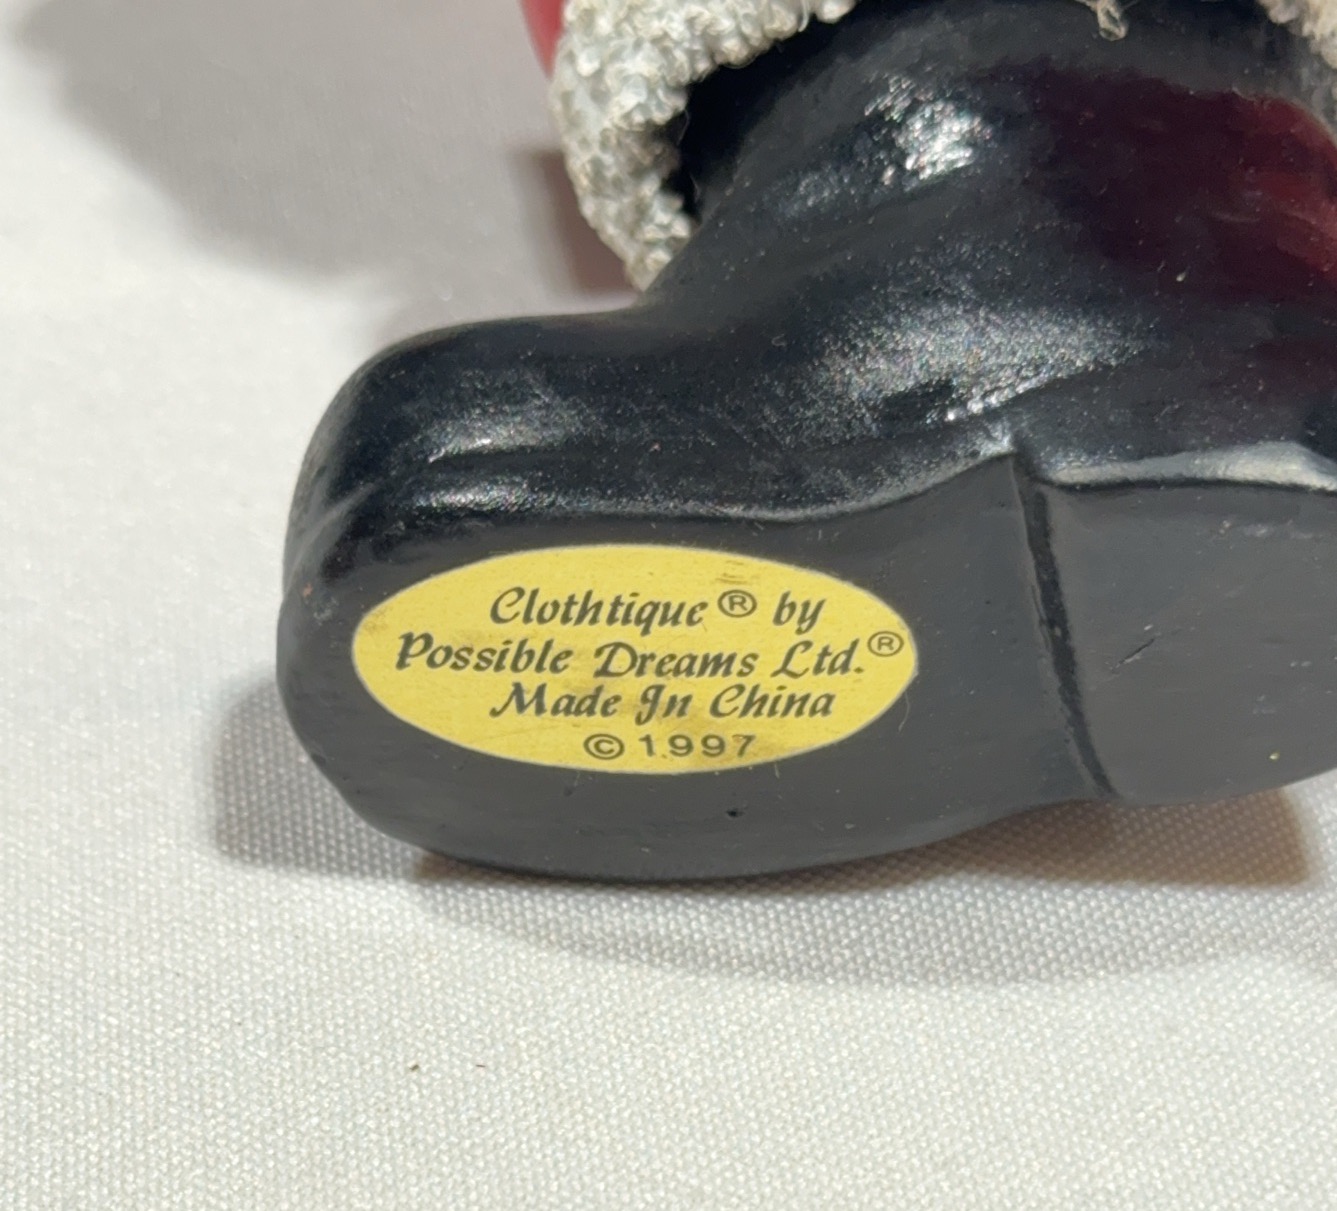 Clothtique® by
Possible Dreams Ltd.®
Made In China
© 1997